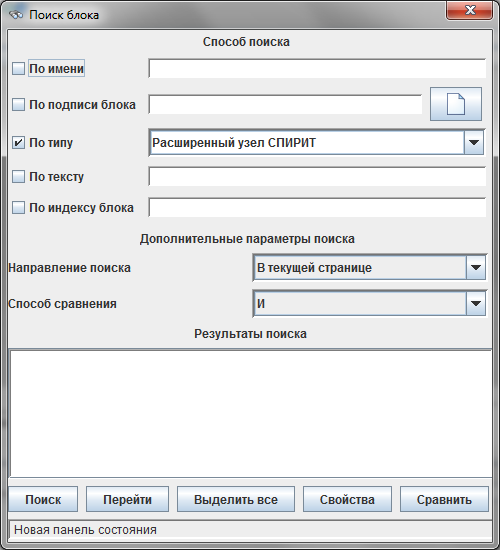 Поиск блока
Способ поиска
По имени
По подписи блока
По типу Расширенный узел СПИРИТ
По тексту
По индексу блока
Дополнительные параметры поиска
Направление поиска В текущей странице
Способ сравнения И
Результаты поиска
Поиск Перейти Выделить все Свойства Сравнить
Новая панель состояния